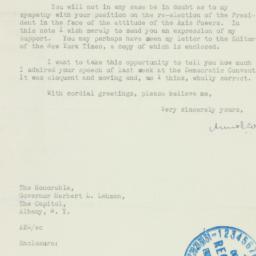 You will not in any case be in doubt as to my
sympathy with your position on the re-election of the Presi-
dent in the face of the attitude of the Axis Powers. In
this note I wish merely to send you an expression of my
support. You may perhaps have seen my letter to the Editor
of the New York Times, a copy of which is enclosed.
I want to take this opportunity to tell you how much
I admired your speech of last week at the Democratic Convent
It was eloquent and moving and, as I think, wholly correct.
With cordial greetings, please believe me,
Very sincerely yours,
The Honorable,
Governor Herbert L. Lehman,
The Capitol,
Albany, N. Y.
Enclosure:
1234567